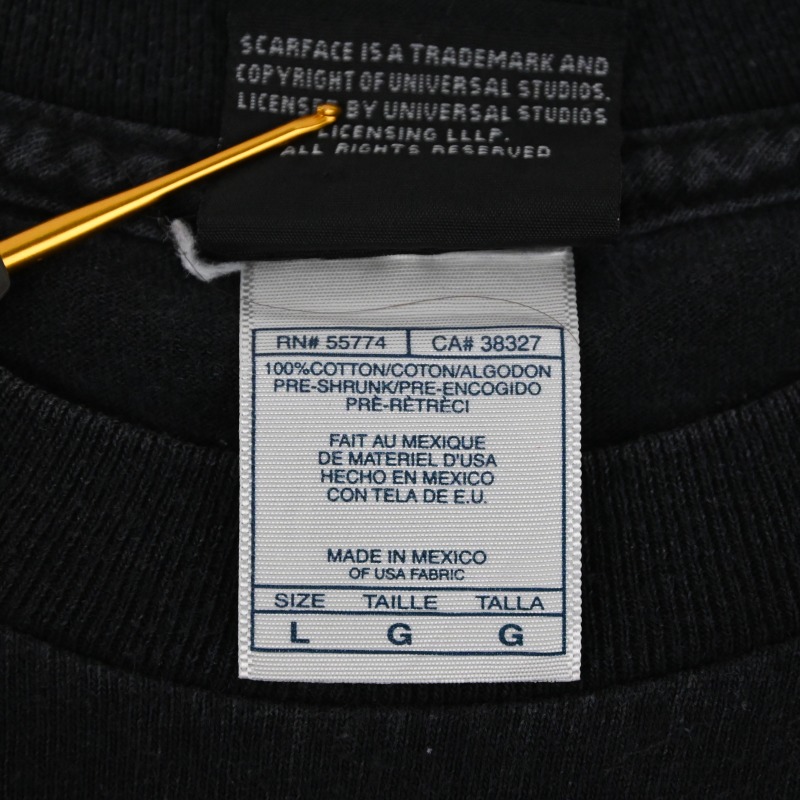 SCARFACE IS A TRADEMARK AND
COPYRIGHT OF UNIVERSAL STUDIOS.
BY UNIVERSAL STUDIOS
LICENSING LLLP.
ALL RIGHTS RESERVED
RN# 55774 CA# 38327
100%COTTON/COTON/ALGODON
PRE-SHRUNK/PRE-ENCOGIDO
PRÈ-RÈTRÈCI
FAIT AU MEXIQUE
DE MATERIEL D'USA
HECHO EN MEXICO
CON TELA DE E.U.
MADE IN MEXICO
OF USA FABRIC
SIZE TAILLE TALLA
L G G